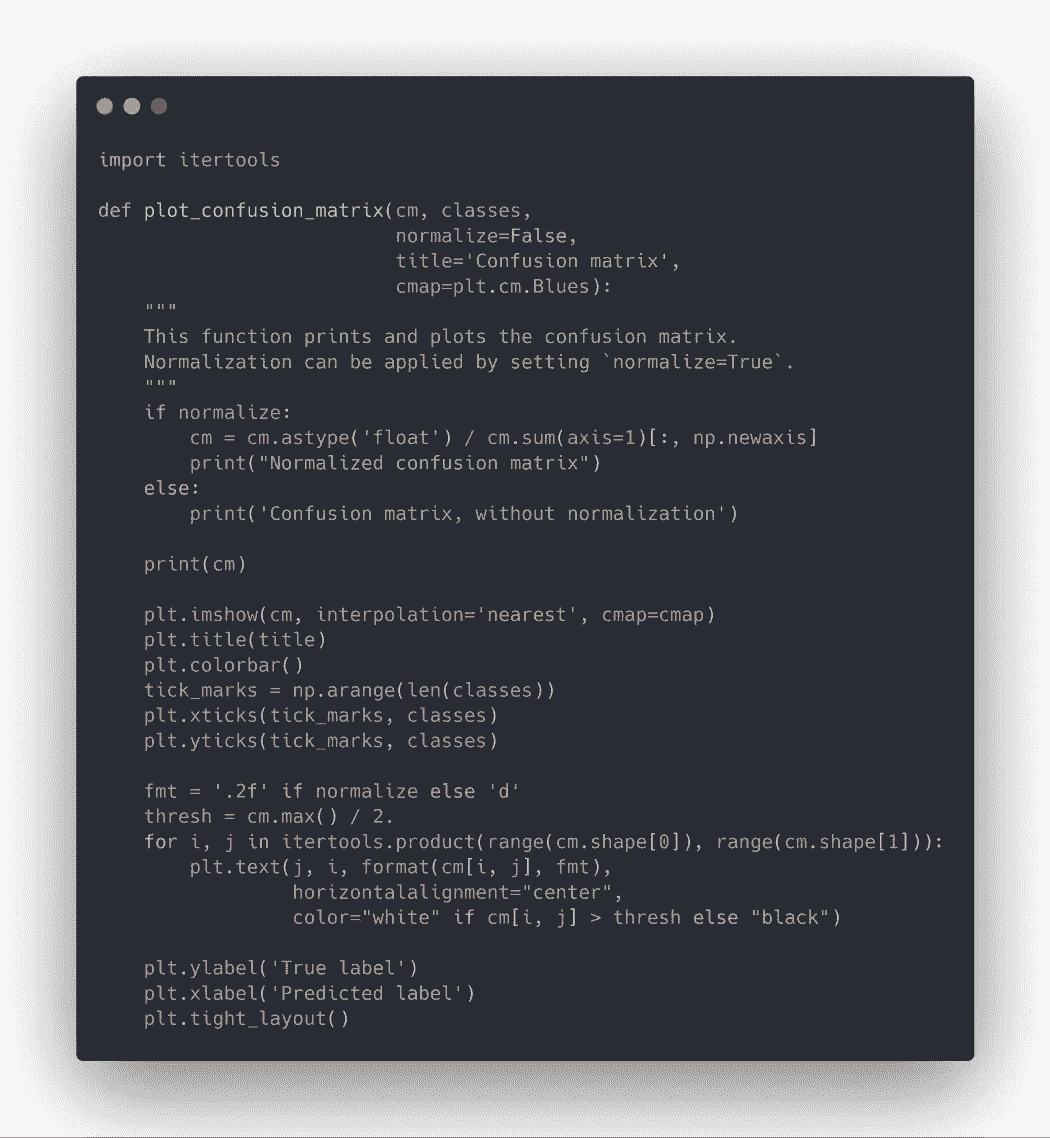 import itertools

def plot_confusion_matrix(cm, classes,
                          normalize=False,
                          title='Confusion matrix',
                          cmap=plt.cm.Blues):
    """
    This function prints and plots the confusion matrix.
    Normalization can be applied by setting `normalize=True`.
    """
    if normalize:
        cm = cm.astype('float') / cm.sum(axis=1)[:, np.newaxis]
        print("Normalized confusion matrix")
    else:
        print('Confusion matrix, without normalization')

    print(cm)

    plt.imshow(cm, interpolation='nearest', cmap=cmap)
    plt.title(title)
    plt.colorbar()
    tick_marks = np.arange(len(classes))
    plt.xticks(tick_marks, classes)
    plt.yticks(tick_marks, classes)

    fmt = '.2f' if normalize else 'd'
    thresh = cm.max() / 2.
    for i, j in itertools.product(range(cm.shape[0]), range(cm.shape[1])):
        plt.text(j, i, format(cm[i, j], fmt),
                 horizontalalignment="center",
                 color="white" if cm[i, j] > thresh else "black")

    plt.ylabel('True label')
    plt.xlabel('Predicted label')
    plt.tight_layout()